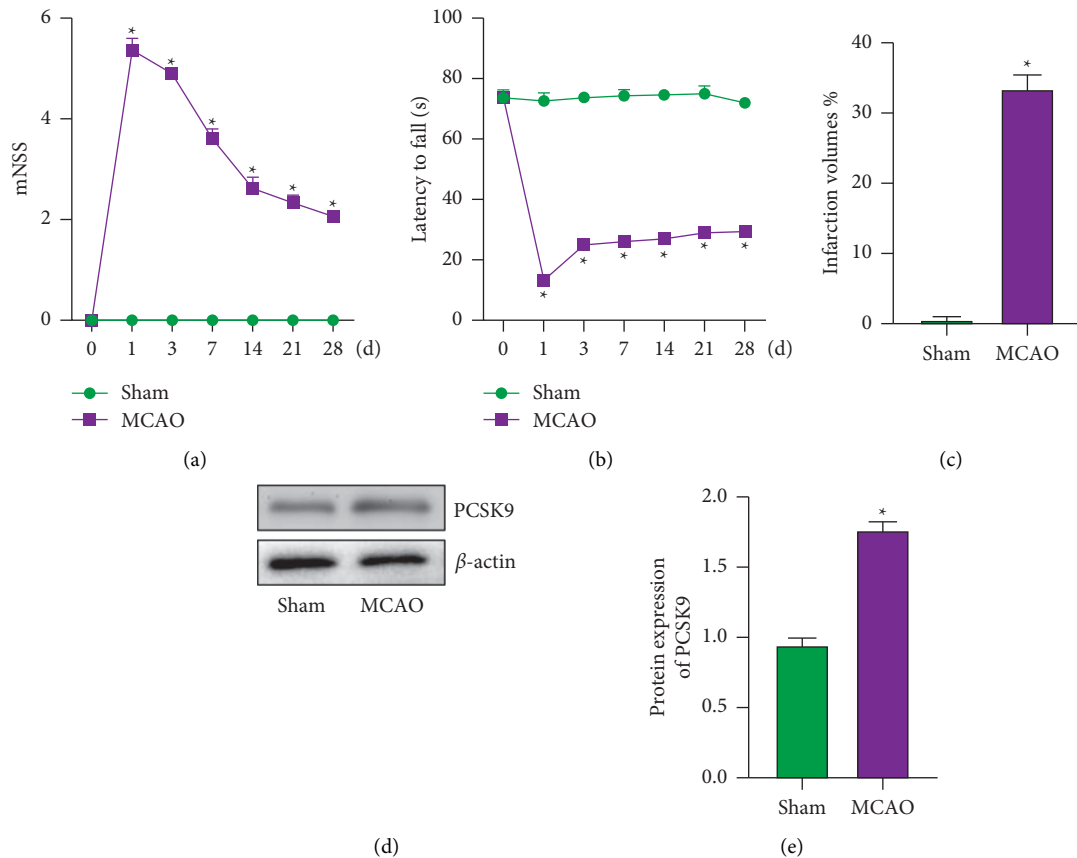 6
4
2
0
mNSS
*
*
*
*
*
*
0 1 3 7 14 21 28 (d)
Sham
MCAO
(a)
100
80
60
40
20
0
Latency to fall (s)
*
*
*
*
*
*
0 1 3 7 14 21 28 (d)
Sham
MCAO
(b)
40
30
20
10
0
Infarction volumes %
*
Sham MCAO
(c)
PCSK9
β-actin
Sham MCAO
(d)
2.0
1.5
1.0
0.5
0.0
Protein expression
of PCSK9
*
Sham MCAO
(e)